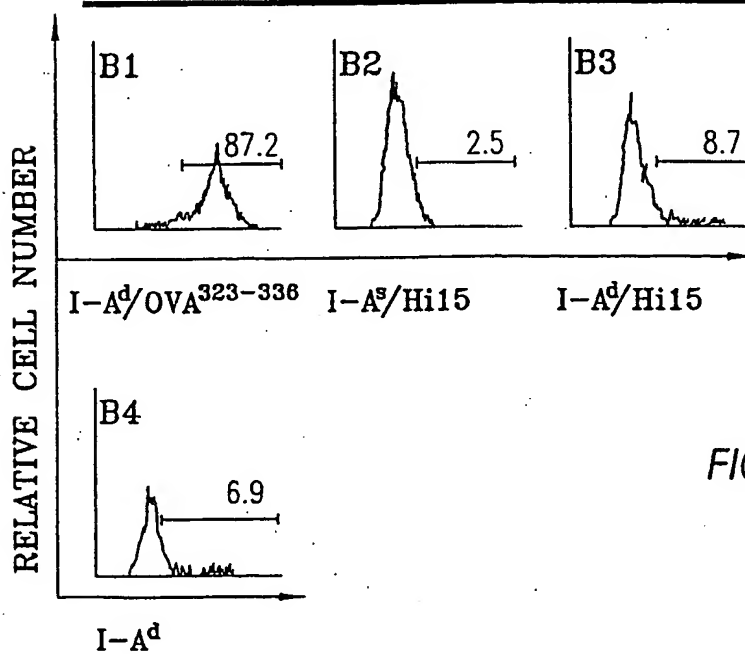 RELATIVE CELL NUMBER
B1
87.2
B2
2.5
B3
8.7
I-Aᵈ/OVA³²³⁻³³⁶
I-Aˢ/Hi15
I-Aᵈ/Hi15
B4
6.9
I-Aᵈ
FIG